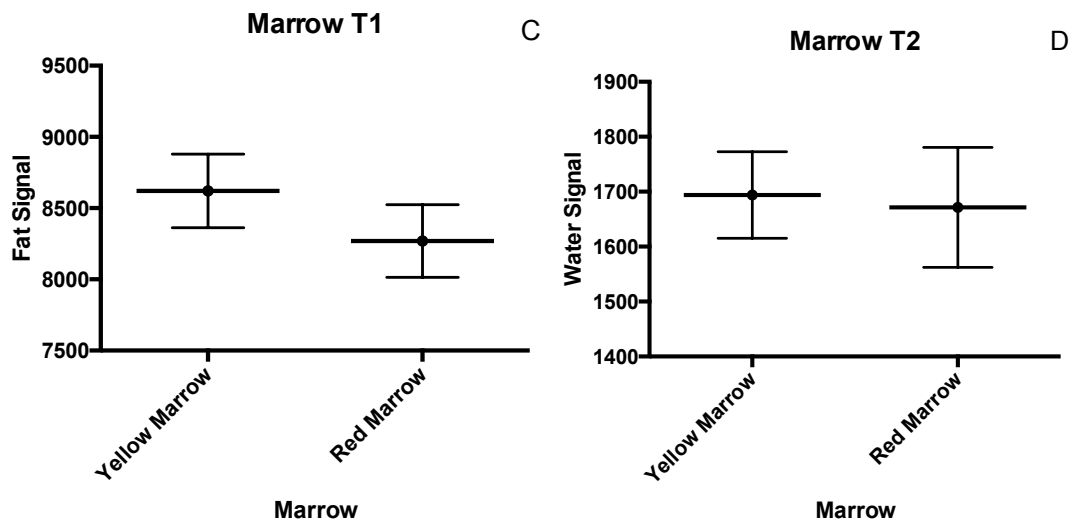 Marrow T1
C
9500
9000
8500
8000
7500
Fat Signal
Yellow Marrow
Red Marrow
Marrow
Marrow T2
D
1900
1800
1700
1600
1500
1400
Water Signal
Yellow Marrow
Red Marrow
Marrow